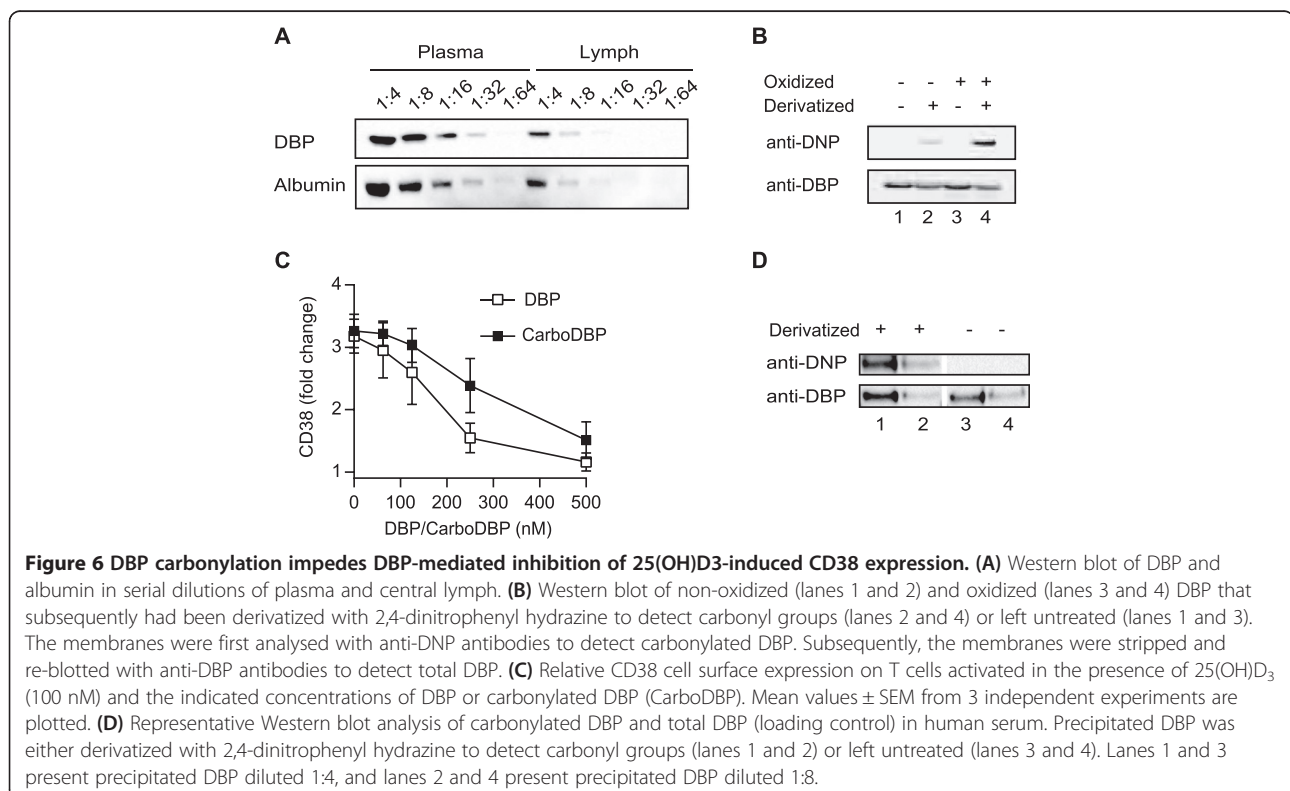 A
Plasma Lymph
1:4 1:8 1:16 1:32 1:64 1:4 1:8 1:16 1:32 1:64
DBP
Albumin
B
Oxidized - - + +
Derivatized - + - +
anti-DNP
anti-DBP
1 2 3 4
C
4
3
2
1
CD38 (fold change)
DBP
CarboDBP
0 100 200 300 400 500
DBP/CarboDBP (nM)
D
Derivatized + + - -
anti-DNP
anti-DBP
1 2 3 4
Figure 6 DBP carbonylation impedes DBP-mediated inhibition of 25(OH)D3-induced CD38 expression. (A) Western blot of DBP and
albumin in serial dilutions of plasma and central lymph. (B) Western blot of non-oxidized (lanes 1 and 2) and oxidized (lanes 3 and 4) DBP that
subsequently had been derivatized with 2,4-dinitrophenyl hydrazine to detect carbonyl groups (lanes 2 and 4) or left untreated (lanes 1 and 3).
The membranes were first analysed with anti-DNP antibodies to detect carbonylated DBP. Subsequently, the membranes were stripped and
re-blotted with anti-DBP antibodies to detect total DBP. (C) Relative CD38 cell surface expression on T cells activated in the presence of 25(OH)D₃
(100 nM) and the indicated concentrations of DBP or carbonylated DBP (CarboDBP). Mean values ± SEM from 3 independent experiments are
plotted. (D) Representative Western blot analysis of carbonylated DBP and total DBP (loading control) in human serum. Precipitated DBP was
either derivatized with 2,4-dinitrophenyl hydrazine to detect carbonyl groups (lanes 1 and 2) or left untreated (lanes 3 and 4). Lanes 1 and 3
present precipitated DBP diluted 1:4, and lanes 2 and 4 present precipitated DBP diluted 1:8.